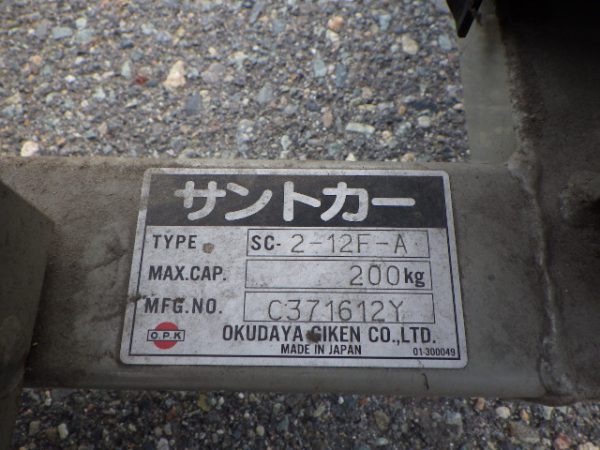 サントカー
TYPE SC- 2-12F-A
MAX.CAP. 200kg
MFG.NO. C371612Y
O.P.K OKUDAYA GIKEN CO.,LTD.
MADE IN JAPAN 01-300049